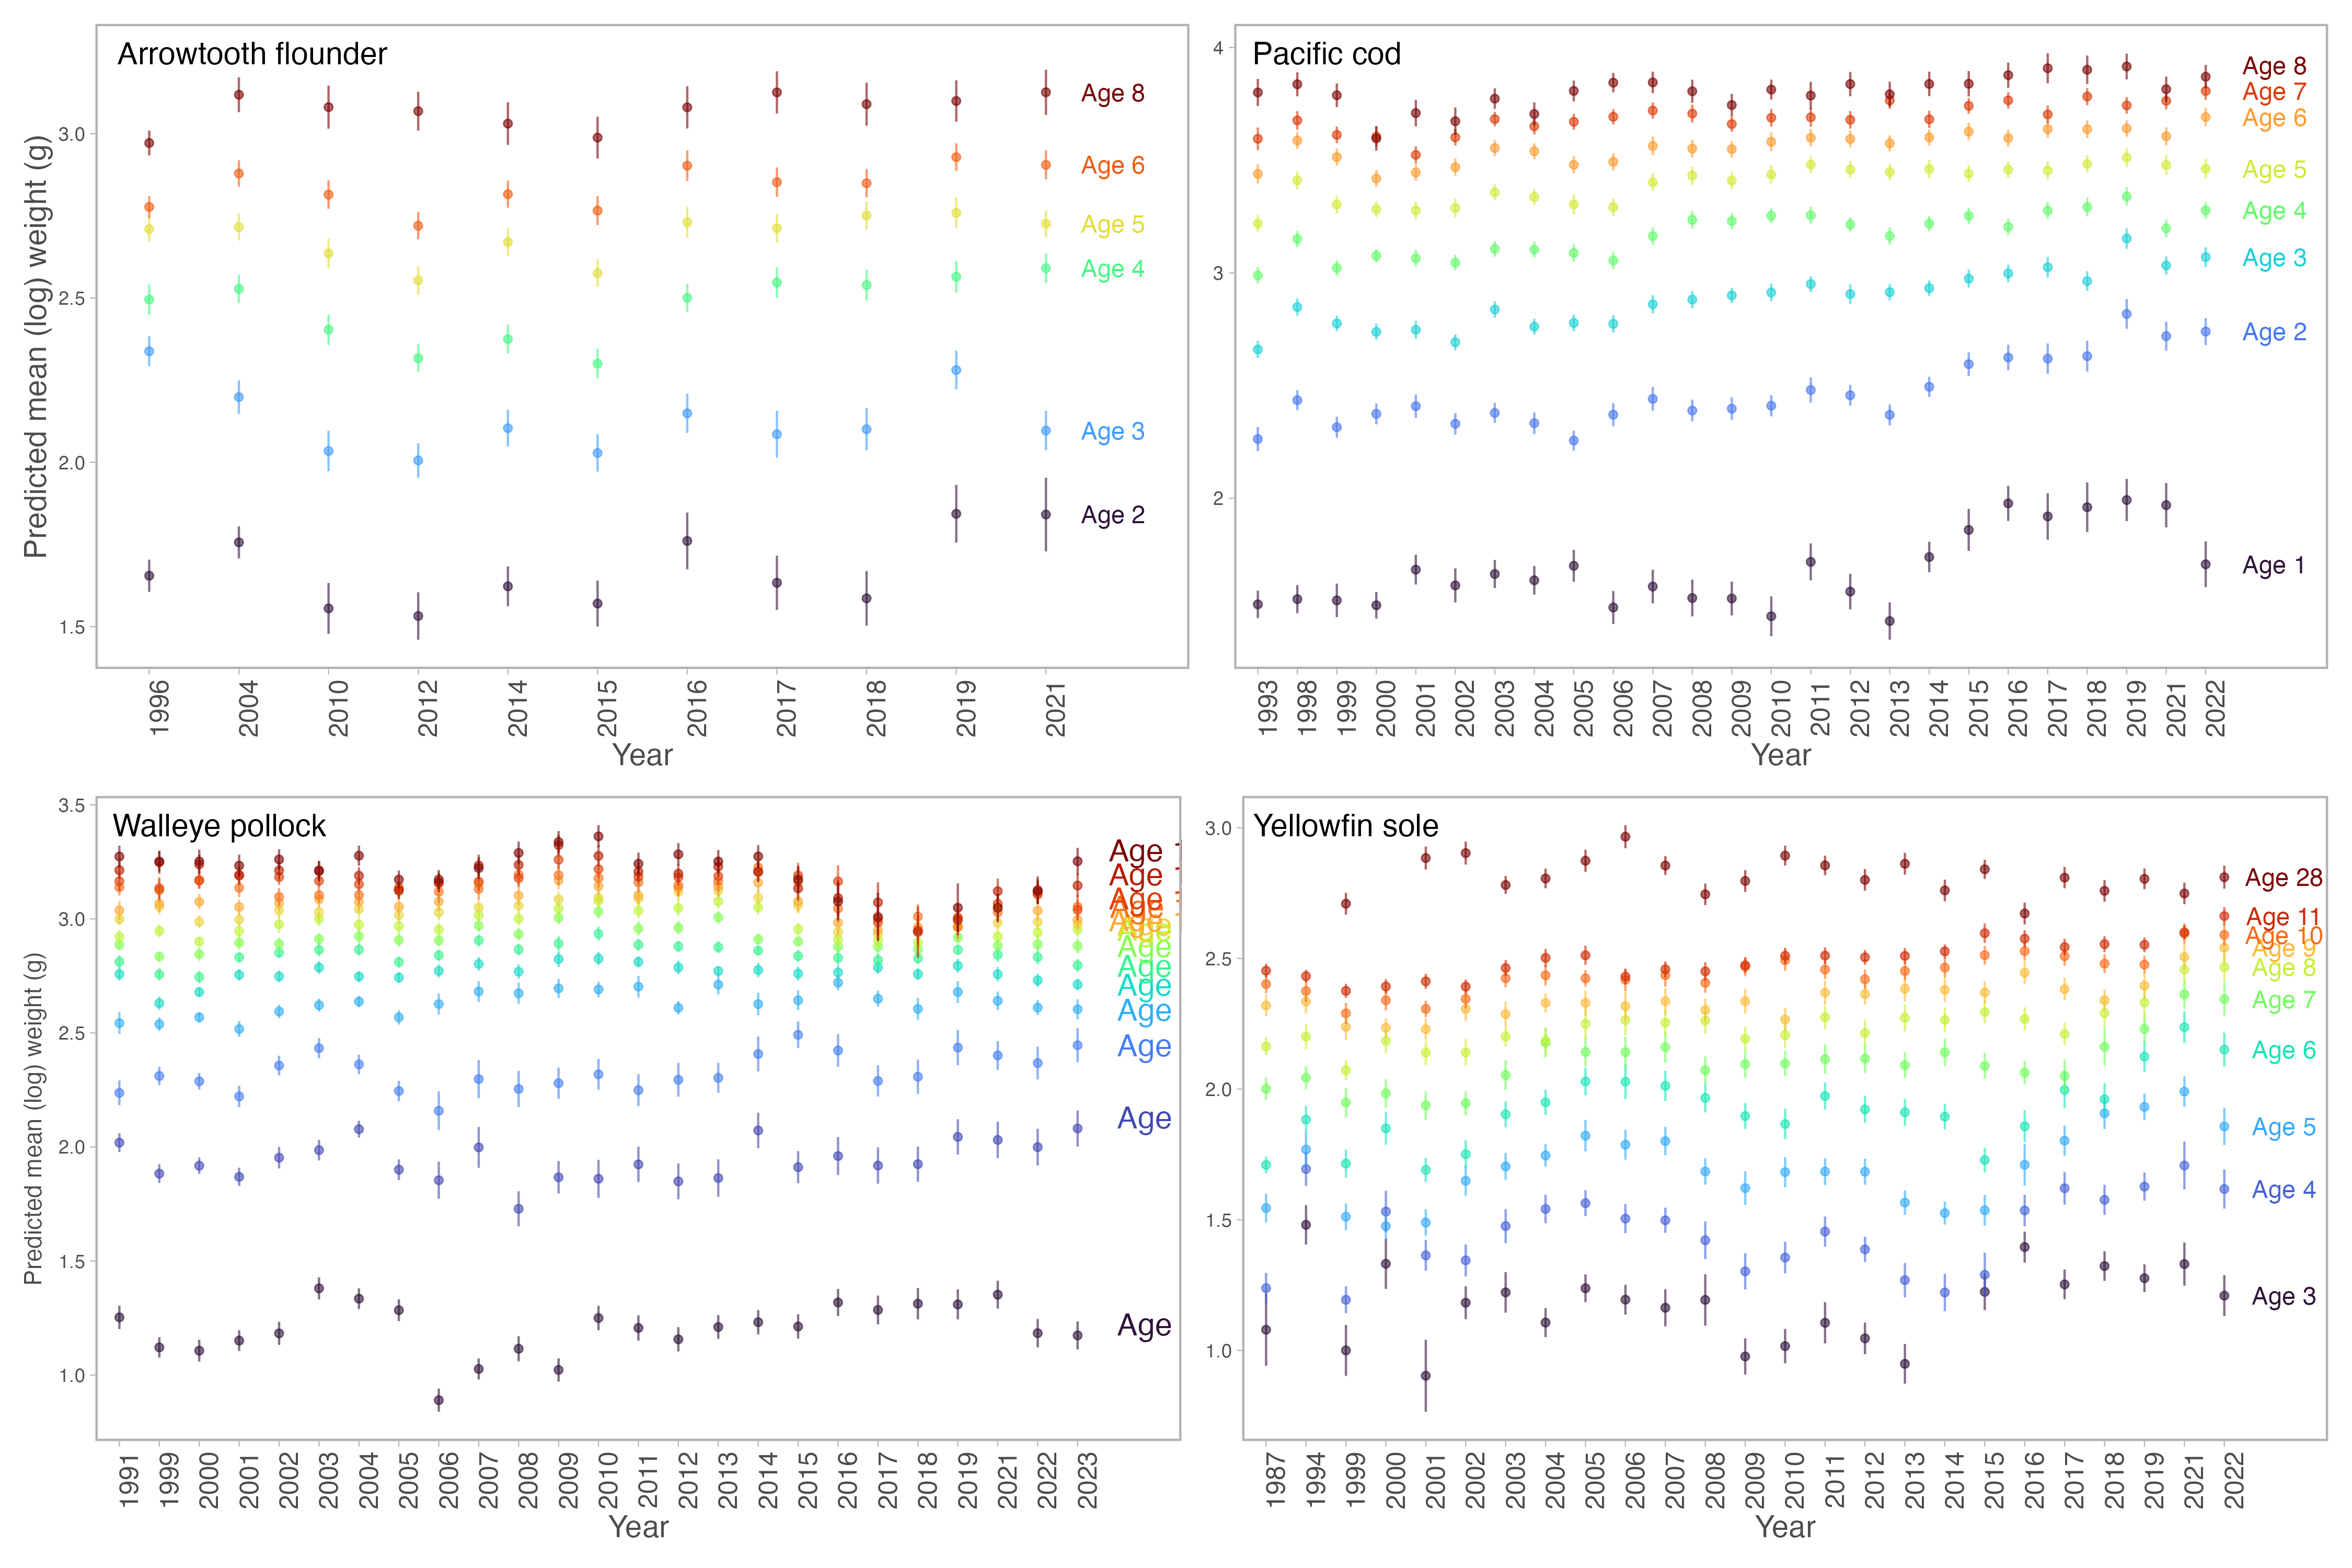 Arrowtooth flounder
Predicted mean (log) weight (g)
3.0
2.5
2.0
1.5
Age 8
Age 6
Age 5
Age 4
Age 3
Age 2
1996 2004 2010 2012 2014 2015 2016 2017 2018 2019 2021
Year
Pacific cod
4
3
2
Age 8
Age 7
Age 6
Age 5
Age 4
Age 3
Age 2
Age 1
1993 1998 1999 2000 2001 2002 2003 2004 2005 2006 2007 2008 2009 2010 2011 2012 2013 2014 2015 2016 2017 2018 2019 2021 2022
Year
Walleye pollock
Predicted mean (log) weight (g)
3.5
3.0
2.5
2.0
1.5
1.0
Age
Age
Age
Age
Age
Age
Age
Age
Age
Age
Age
Age
Age
1991 1999 2000 2001 2002 2003 2004 2005 2006 2007 2008 2009 2010 2011 2012 2013 2014 2015 2016 2017 2018 2019 2021 2022 2023
Year
Yellowfin sole
3.0
2.5
2.0
1.5
1.0
Age 28
Age 11
Age 10
Age 9
Age 8
Age 7
Age 6
Age 5
Age 4
Age 3
1987 1994 1999 2000 2001 2002 2003 2004 2005 2006 2007 2008 2009 2010 2011 2012 2013 2014 2015 2016 2017 2018 2019 2021 2022
Year